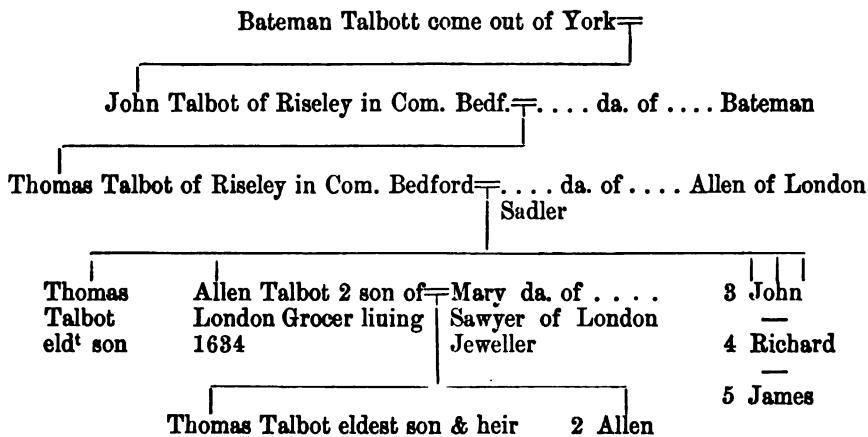 Bateman Talbott come out of York
John Talbot of Riseley in Com. Bedf. . . . . da. of . . . . Bateman
Thomas Talbot of Riseley in Com. Bedford . . . . da. of . . . . Allen of London
Sadler
Thomas
Talbot
eldᵗ son
Allen Talbot 2 son of
London Grocer liuing
1634
Mary da. of . . . .
Sawyer of London
Jeweller
3 John
4 Richard
5 James
Thomas Talbot eldest son & heir
2 Allen